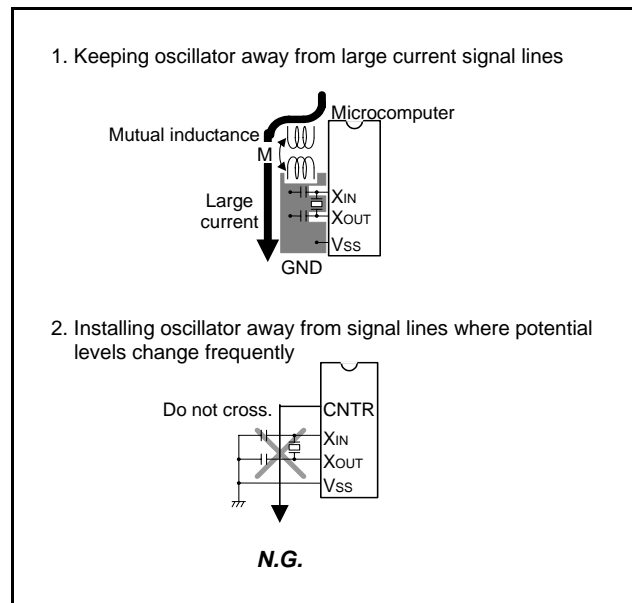 1. Keeping oscillator away from large current signal lines
Microcomputer
Mutual inductance
M
Large
current
XIN
XOUT
VSS
GND
2. Installing oscillator away from signal lines where potential
levels change frequently
Do not cross.
CNTR
XIN
XOUT
VSS
N.G.